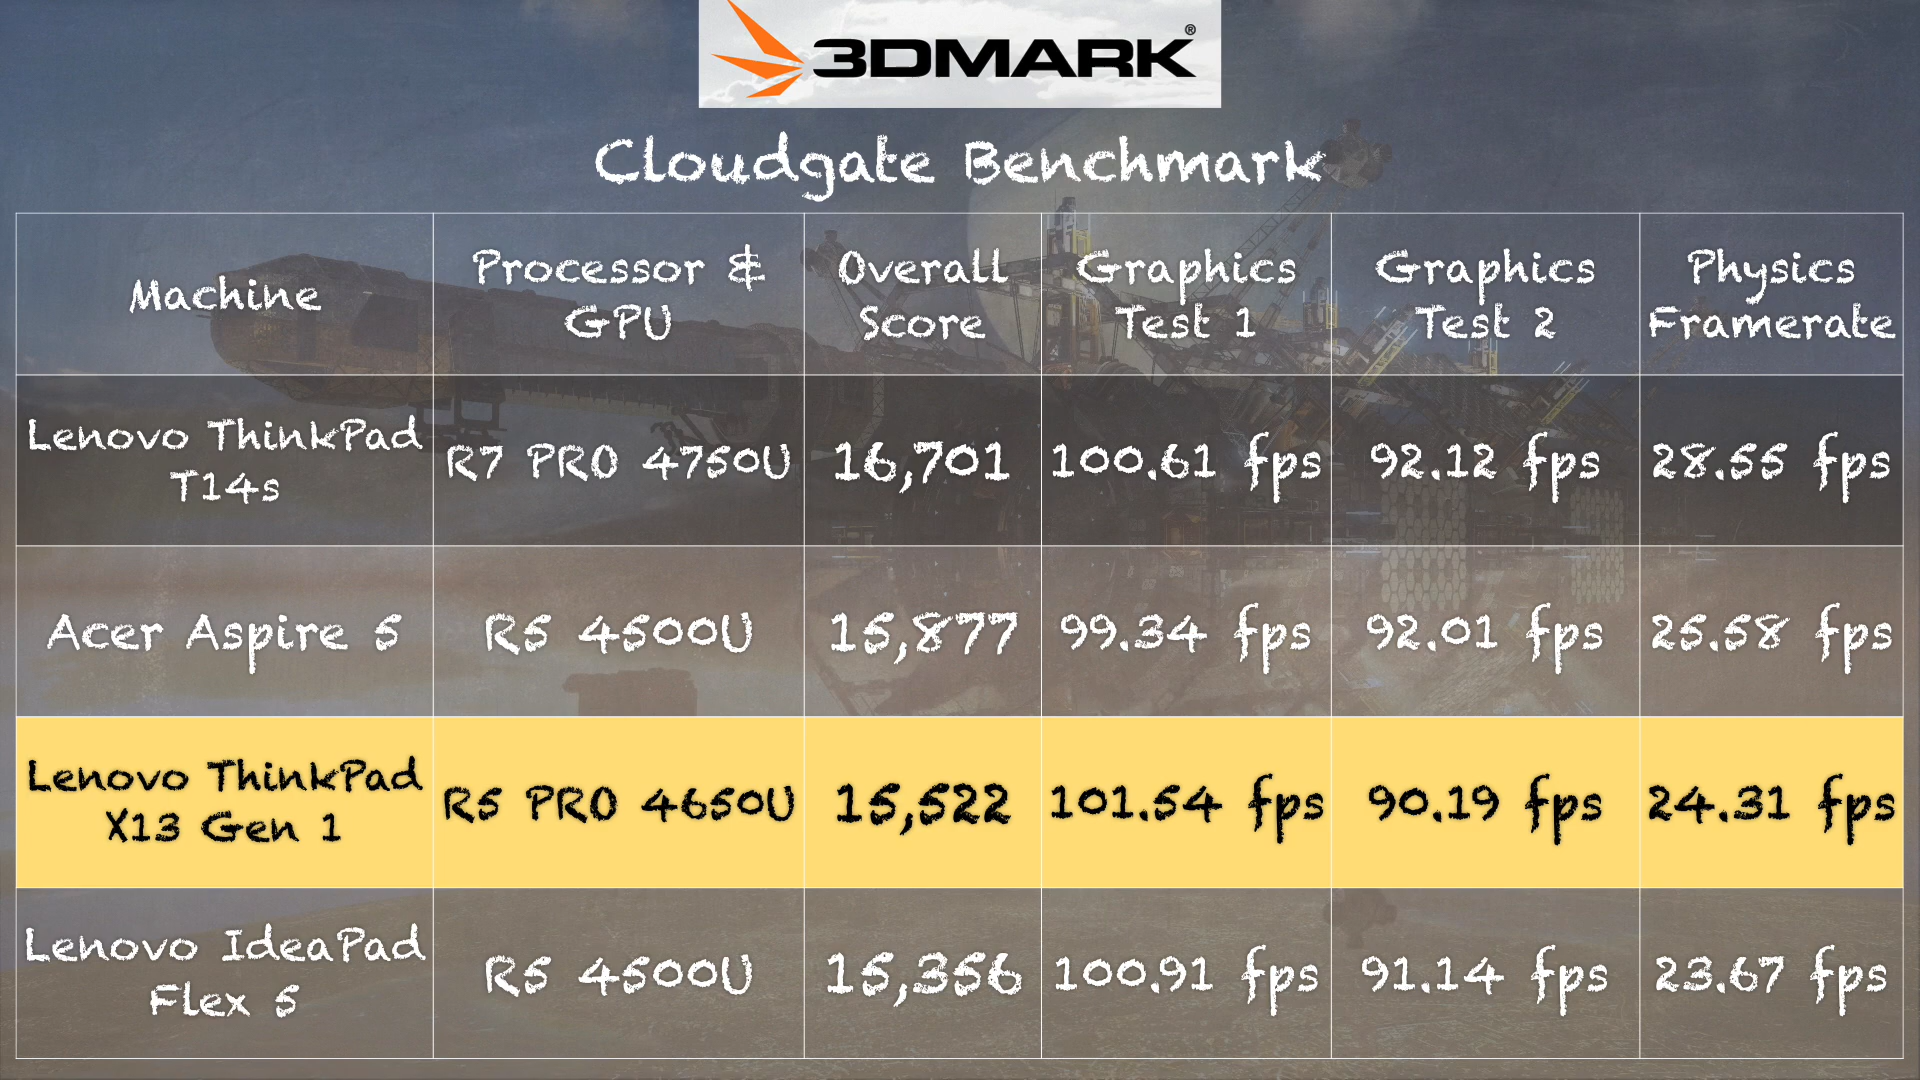 3DMARK®
Cloudgate Benchmark
Machine
Processor &
GPU
Overall
Score
Graphics
Test 1
Graphics
Test 2
Physics
Framerate
Lenovo ThinkPad
T14s
R7 PRO 4750U
16,701
100.61 fps
92.12 fps
28.55 fps
Acer Aspire 5
R5 4500U
15,877
99.34 fps
92.01 fps
25.58 fps
Lenovo ThinkPad
X13 Gen 1
R5 PRO 4650U
15,522
101.54 fps
90.19 fps
24.31 fps
Lenovo IdeaPad
Flex 5
R5 4500U
15,356
100.91 fps
91.14 fps
23.67 fps